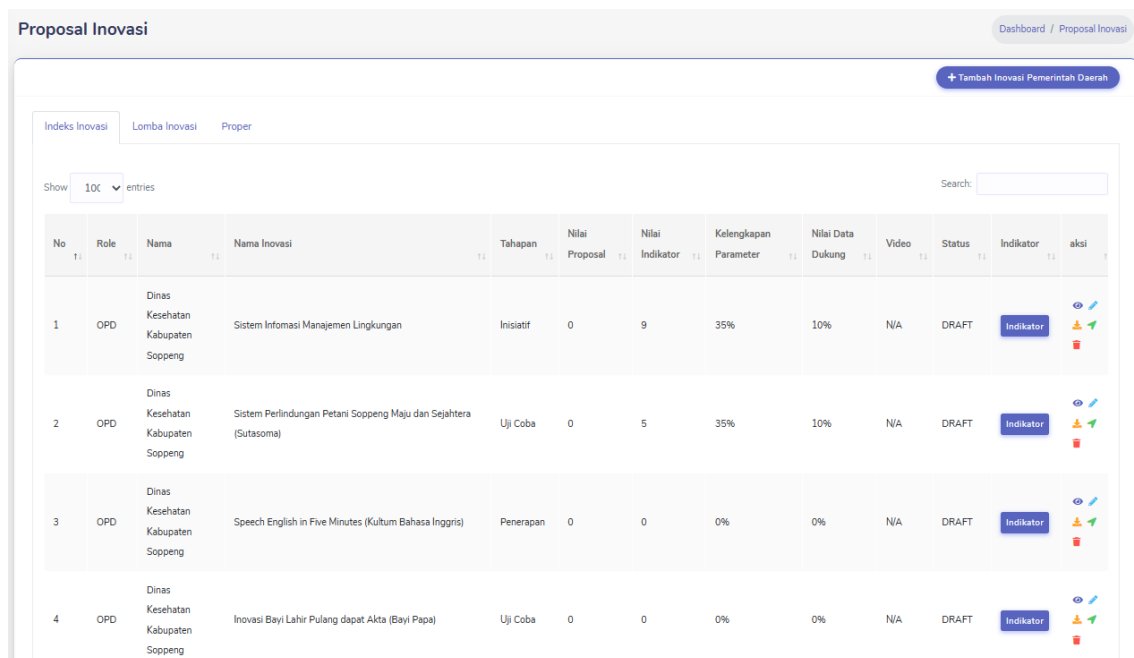 Proposal Inovasi
Dashboard / Proposal Inovasi
+ Tambah Inovasi Pemerintah Daerah
Indeks Inovasi Lomba Inovasi Proper
Show 100 entries
Search:
No Role Nama Nama Inovasi Tahapan Nilai Proposal Nilai Indikator Kelengkapan Parameter Nilai Data Dukung Video Status Indikator aksi
1 OPD Dinas Kesehatan Kabupaten Soppeng Sistem Infomasi Manajemen Lingkungan Inisiatif 0 9 35% 10% N/A DRAFT Indikator
2 OPD Dinas Kesehatan Kabupaten Soppeng Sistem Perlindungan Petani Soppeng Maju dan Sejahtera (Sutasoma) Uji Coba 0 5 35% 10% N/A DRAFT Indikator
3 OPD Dinas Kesehatan Kabupaten Soppeng Speech English in Five Minutes (Kultum Bahasa Inggris) Penerapan 0 0 0% 0% N/A DRAFT Indikator
4 OPD Dinas Kesehatan Kabupaten Soppeng Inovasi Bayi Lahir Pulang dapat Akta (Bayi Papa) Uji Coba 0 0 0% 0% N/A DRAFT Indikator